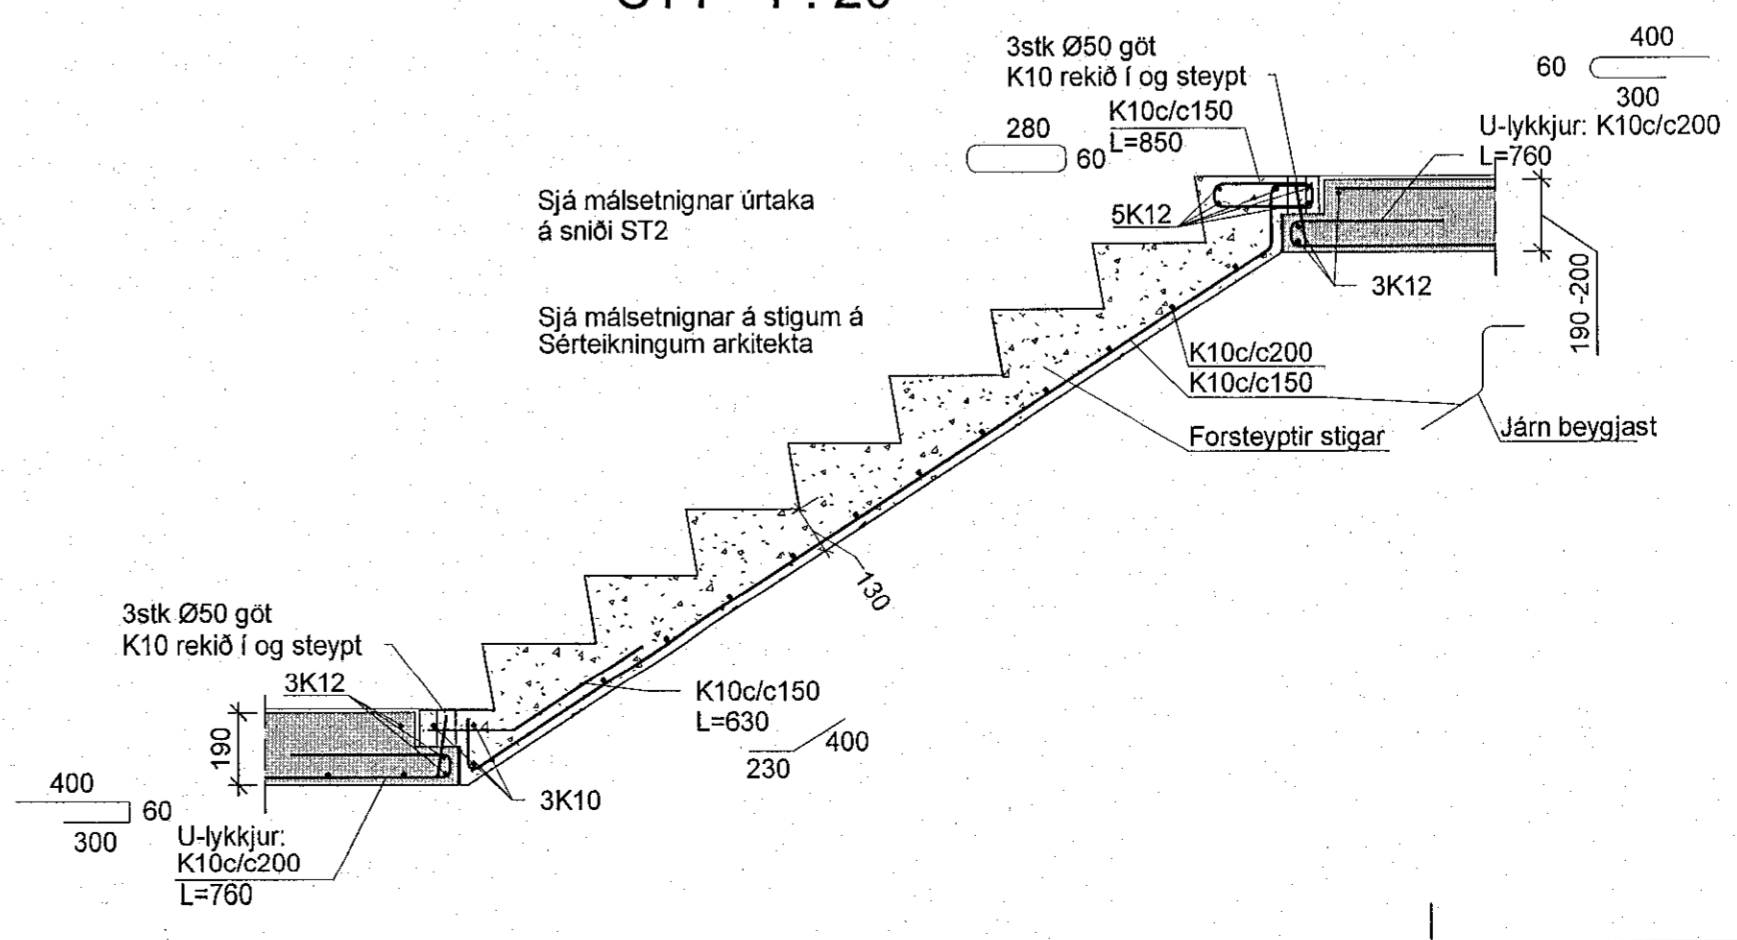 3stk Ø50 göt
K10 rekið í og steypt
K10c/c150
L=850
280
60
400
60
300
U-lykkjur: K10c/c200
L=760
Sjá málsetnignar úrtaka
á sniði ST2
5K12
3K12
190 -200
Sjá málsetnignar á stigum á
Sérteikningum arkitekta
K10c/c200
K10c/c150
Forsteyptir stigar
Járn beygjast
130
3stk Ø50 göt
K10 rekið í og steypt
3K12
190
K10c/c150
L=630
400
230
3K10
400
60
300
U-lykkjur:
K10c/c200
L=760